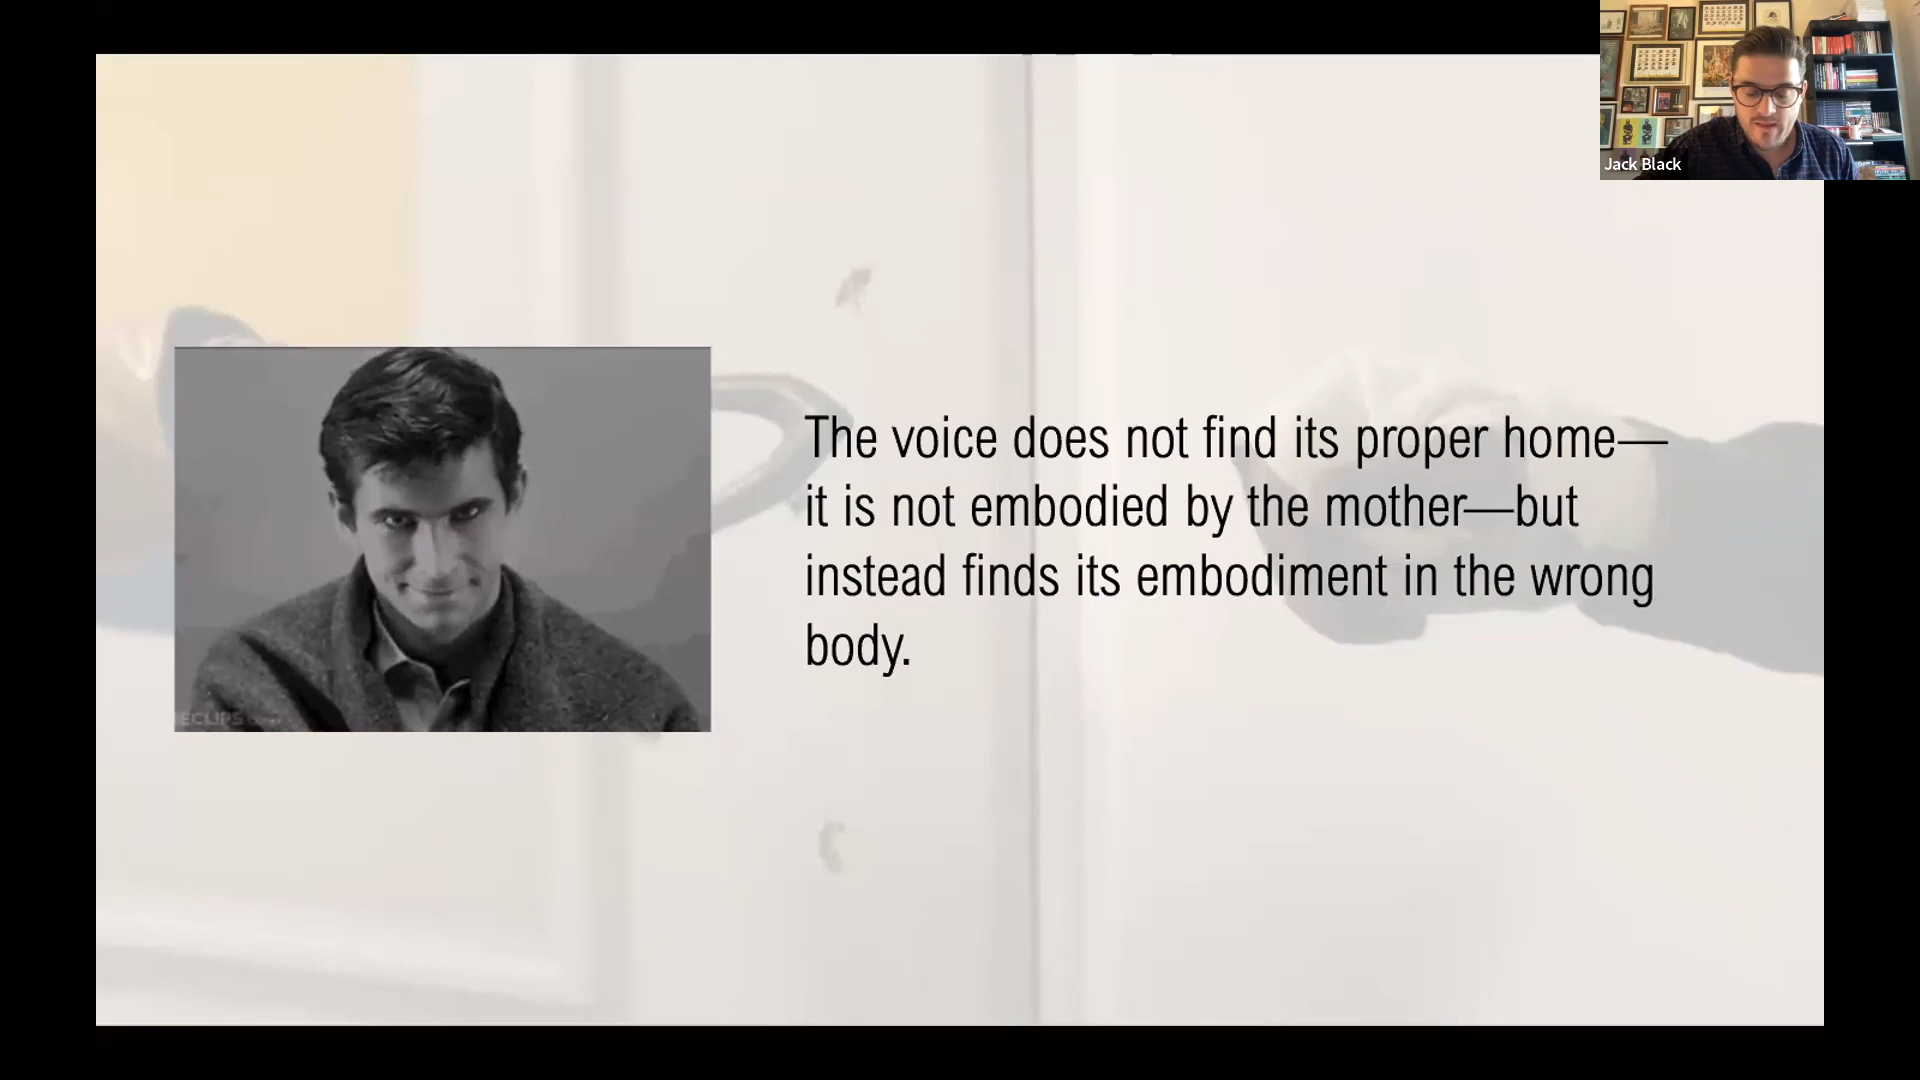 Jack Black
The voice does not find its proper home—
it is not embodied by the mother—but
instead finds its embodiment in the wrong
body.